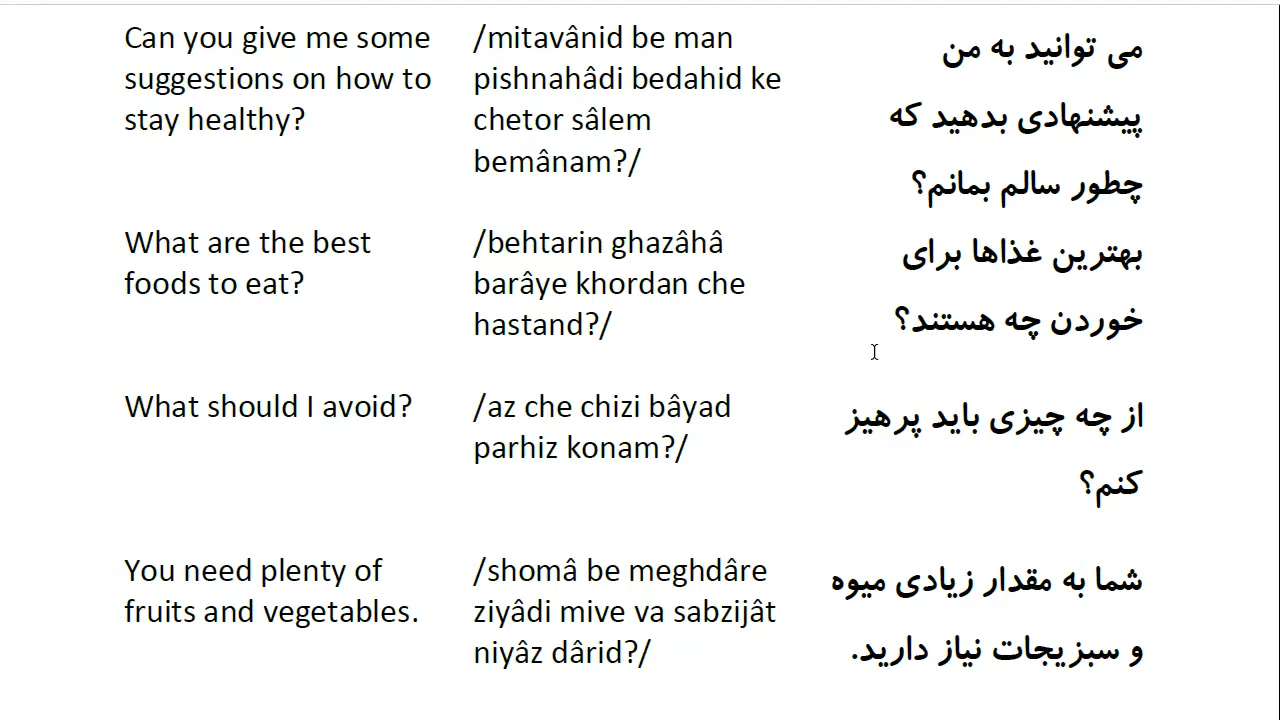 Can you give me some
suggestions on how to
stay healthy?
/mitavânid be man
pishnahâdi bedahid ke
chetor sâlem
bemânam?/
می توانید به من
پیشنهادی بدهید که
چطور سالم بمانم؟
What are the best
foods to eat?
/behtarin ghazâhâ
barâye khordan che
hastand?/
بهترین غذاها برای
خوردن چه هستند؟
What should I avoid?
/az che chizi bâyad
parhiz konam?/
از چه چیزی باید پرهیز
کنم؟
You need plenty of
fruits and vegetables.
/shomâ be meghdâre
ziyâdi mive va sabzijât
niyâz dârid?/
شما به مقدار زیادی میوه
و سبزیجات نیاز دارید.